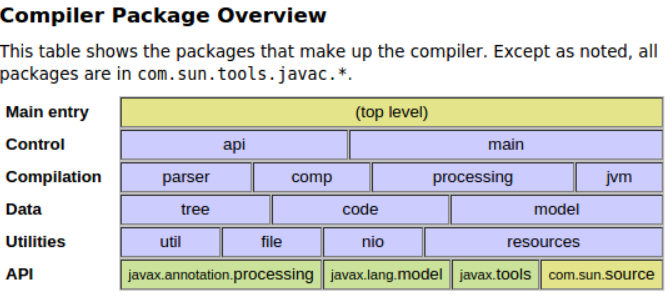 Compiler Package Overview
This table shows the packages that make up the compiler. Except as noted, all
packages are in com.sun.tools.javac.*.
Main entry (top level)
Control api main
Compilation parser comp processing jvm
Data tree code model
Utilities util file nio resources
API javax.annotation.processing javax.lang.model javax.tools com.sun.source